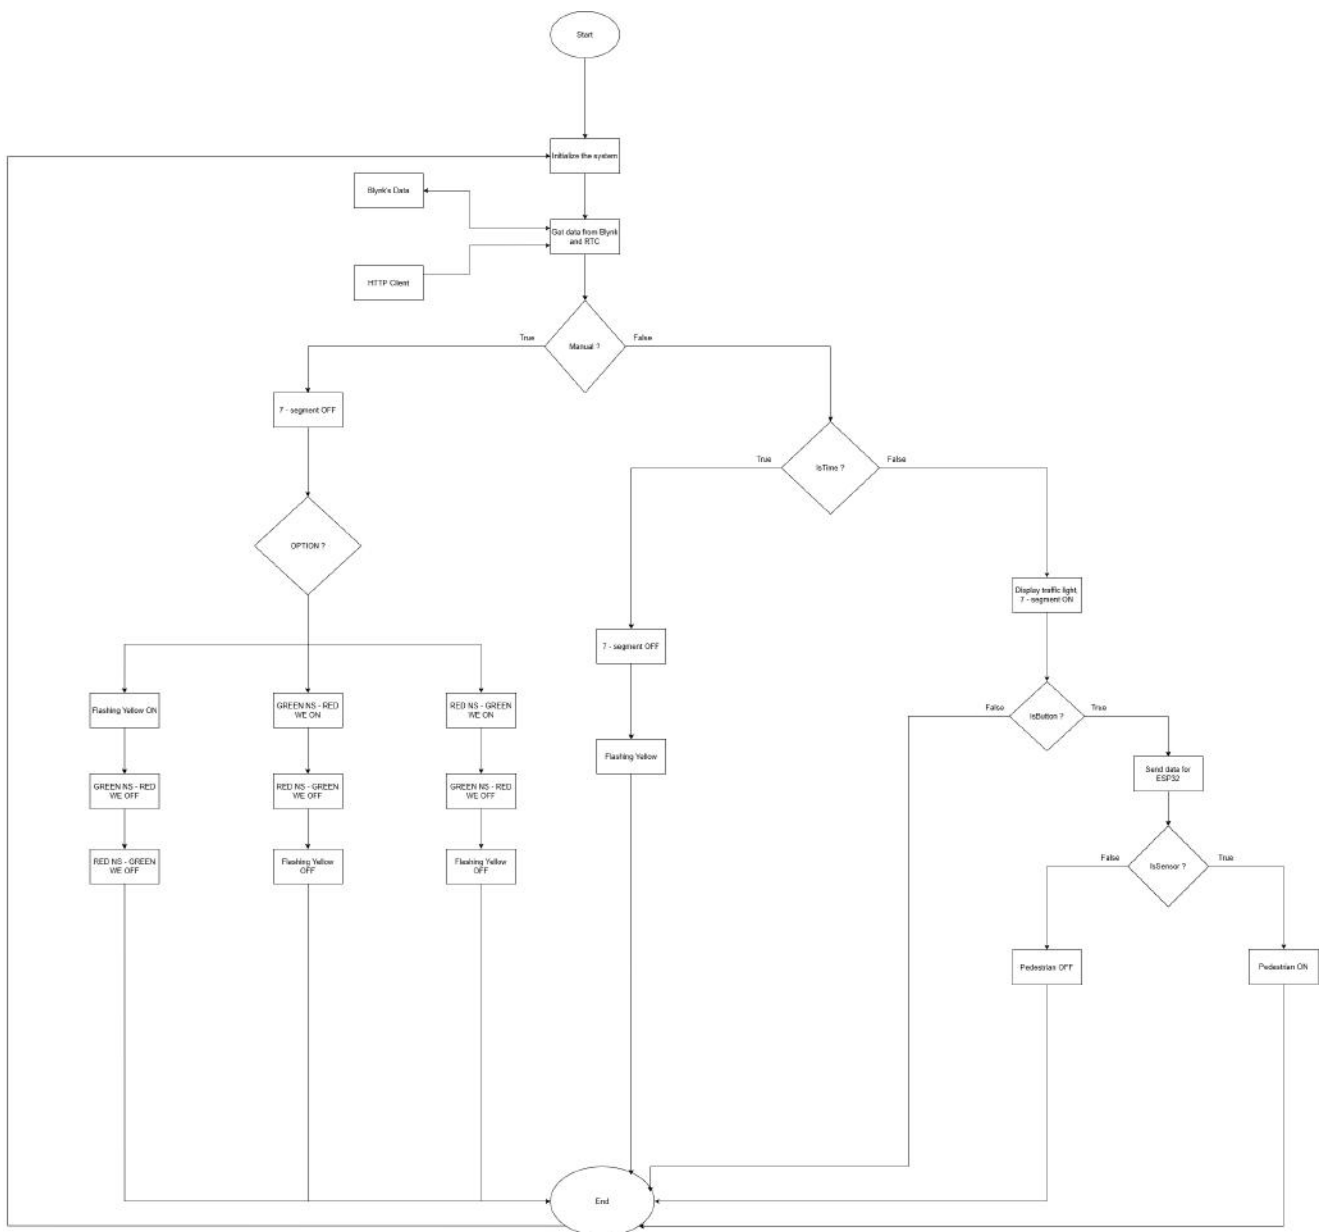 Start
Initialize the system
Blynk's Data
Get data from Blynk
and RTC
HTTP Client
True
Manual ?
False
7 - segment OFF
True
IsTime ?
False
OPTION ?
Display traffic light,
7 - segment ON
7 - segment OFF
Flashing Yellow ON
GREEN NS - RED
WE ON
RED NS - GREEN
WE ON
False
IsButton ?
True
Flashing Yellow
Send data for
ESP32
GREEN NS - RED
WE OFF
RED NS - GREEN
WE OFF
GREEN NS - RED
WE OFF
RED NS - GREEN
WE OFF
Flashing Yellow
OFF
Flashing Yellow
OFF
False
IsSensor ?
True
Pedestrian OFF
Pedestrian ON
End